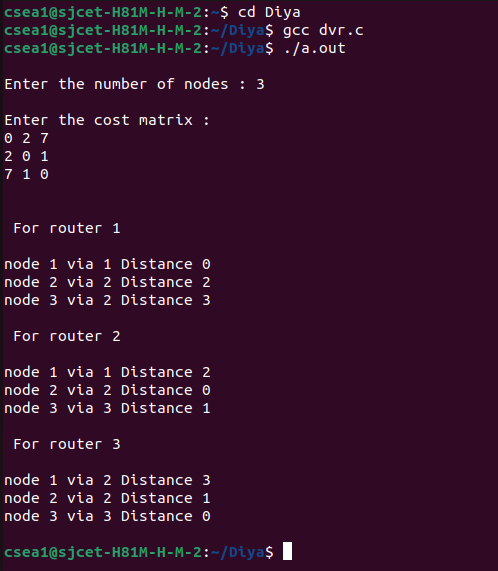 csea1@sjcet-H81M-H-M-2:~$ cd Diya
csea1@sjcet-H81M-H-M-2:~/Diya$ gcc dvr.c
csea1@sjcet-H81M-H-M-2:~/Diya$ ./a.out
Enter the number of nodes : 3
Enter the cost matrix :
0 2 7
2 0 1
7 1 0
For router 1
node 1 via 1 Distance 0
node 2 via 2 Distance 2
node 3 via 2 Distance 3
For router 2
node 1 via 1 Distance 2
node 2 via 2 Distance 0
node 3 via 3 Distance 1
For router 3
node 1 via 2 Distance 3
node 2 via 2 Distance 1
node 3 via 3 Distance 0
csea1@sjcet-H81M-H-M-2:~/Diya$